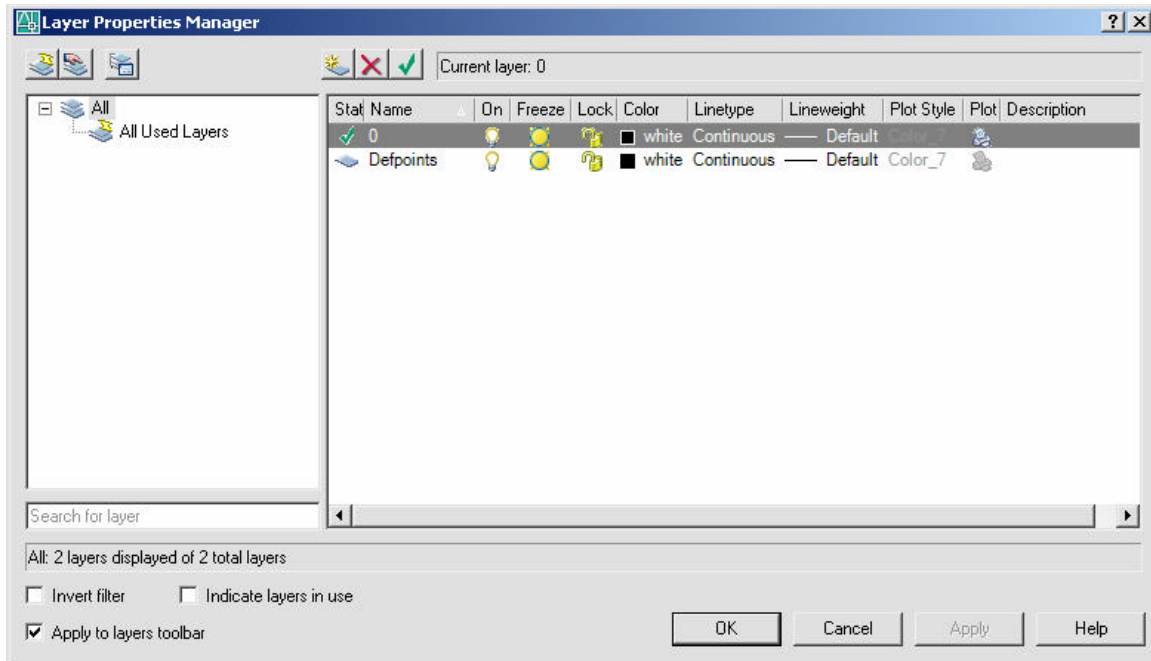 Layer Properties Manager
Current layer: 0
All
All Used Layers
Stat Name On Freeze Lock Color Linetype Lineweight Plot Style Plot Description
0 white Continuous Default Color_7
Defpoints white Continuous Default Color_7
Search for layer
All: 2 layers displayed of 2 total layers
Invert filter Indicate layers in use
Apply to layers toolbar
OK Cancel Apply Help